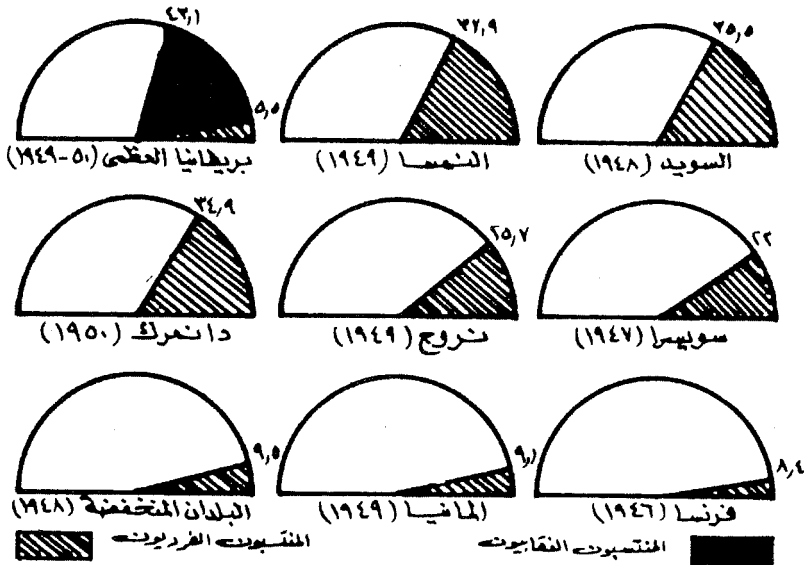 ٣٥,٥
٣٢,٩
٤٣,١
٥,٥
السويد (١٩٤٨)
النمسا (١٩٤٩)
بريطانيا العظمى (١٩٤٩-٥١)
٢٢
٢٥,٧
٣٤,٩
سويسرا (١٩٤٧)
نروج (١٩٤٩)
دانمرك (١٩٥٠)
٨,٤
٩,١
٩,٥
فرنسا (١٩٤٦)
المانيا (١٩٤٩)
البلدان المنخفضة (١٩٤٨)
المنتسبون النقابيون
المنتسبون الفرديون